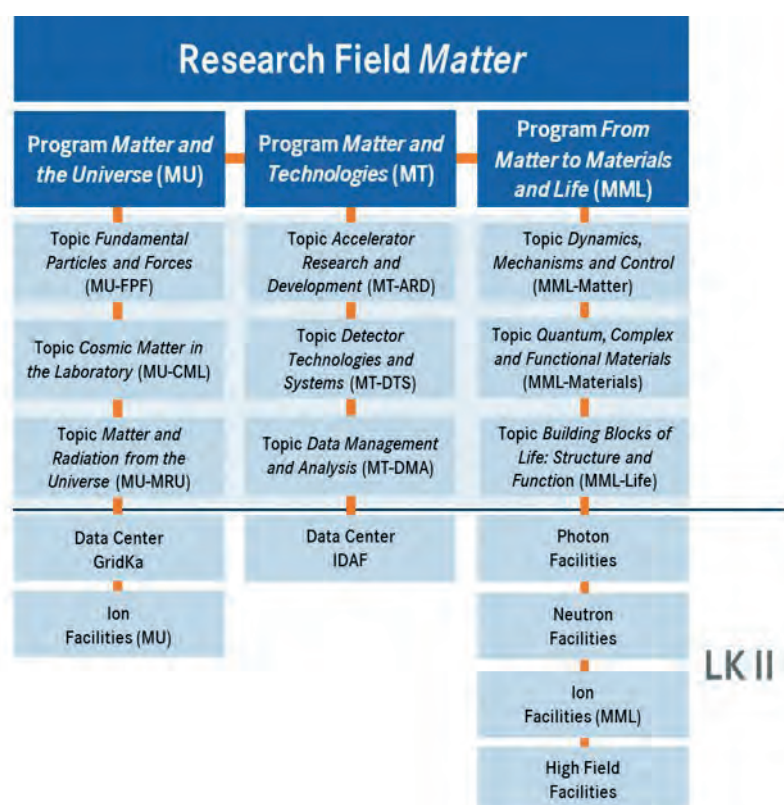 Research Field Matter
Program Matter and
the Universe (MU)
Program Matter and
Technologies (MT)
Program From
Matter to Materials
and Life (MML)
Topic Fundamental
Particles and Forces
(MU-FPF)
Topic Cosmic Matter in
the Laboratory (MU-CML)
Topic Matter and
Radiation from the
Universe (MU-MRU)
Data Center
GridKa
Ion
Facilities (MU)
Topic Accelerator
Research and
Development (MT-ARD)
Topic Detector
Technologies and
Systems (MT-DTS)
Topic Data Management
and Analysis (MT-DMA)
Data Center
IDAF
Topic Dynamics,
Mechanisms and Control
(MML-Matter)
Topic Quantum, Complex
and Functional Materials
(MML-Materials)
Topic Building Blocks of
Life: Structure and
Function (MML-Life)
Photon
Facilities
Neutron
Facilities
Ion
Facilities (MML)
High Field
Facilities
LK II